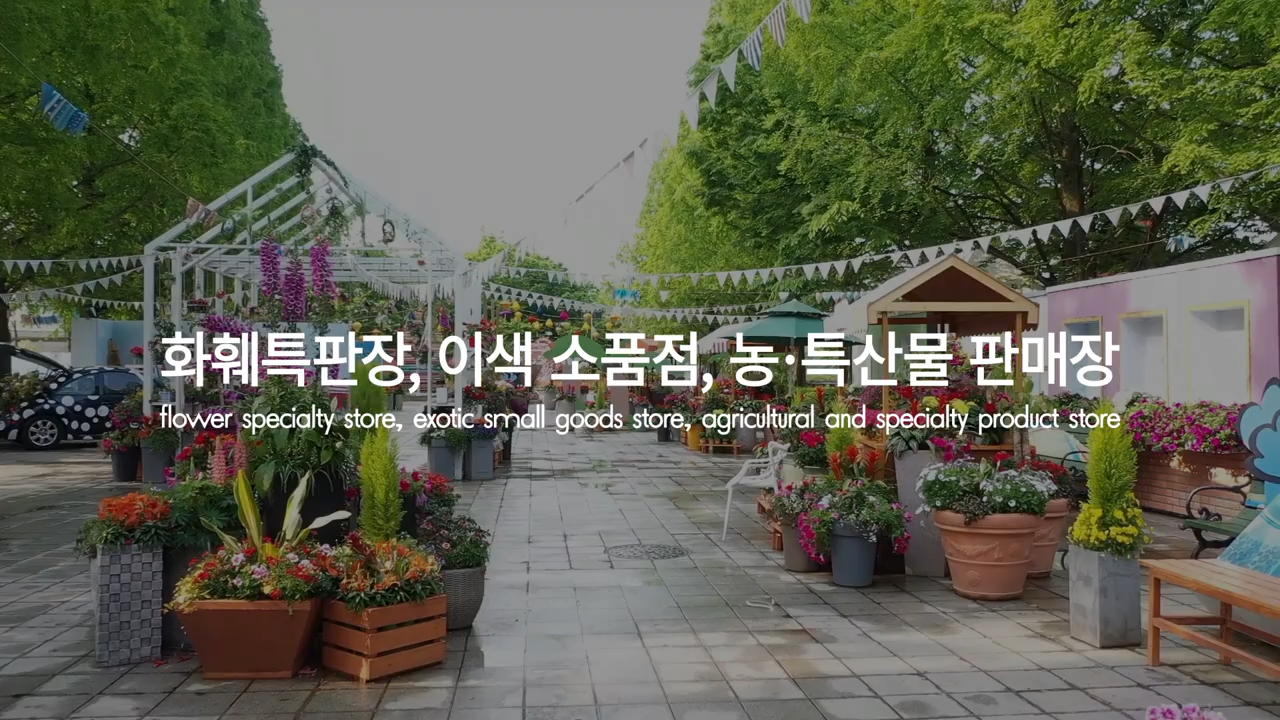 화훼특판장, 이색 소품점, 농·특산물 판매장
flower specialty store, exotic small goods store, agricultural and specialty product store